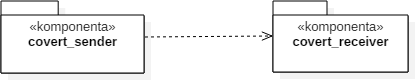 «komponenta»
covert_sender
«komponenta»
covert_receiver